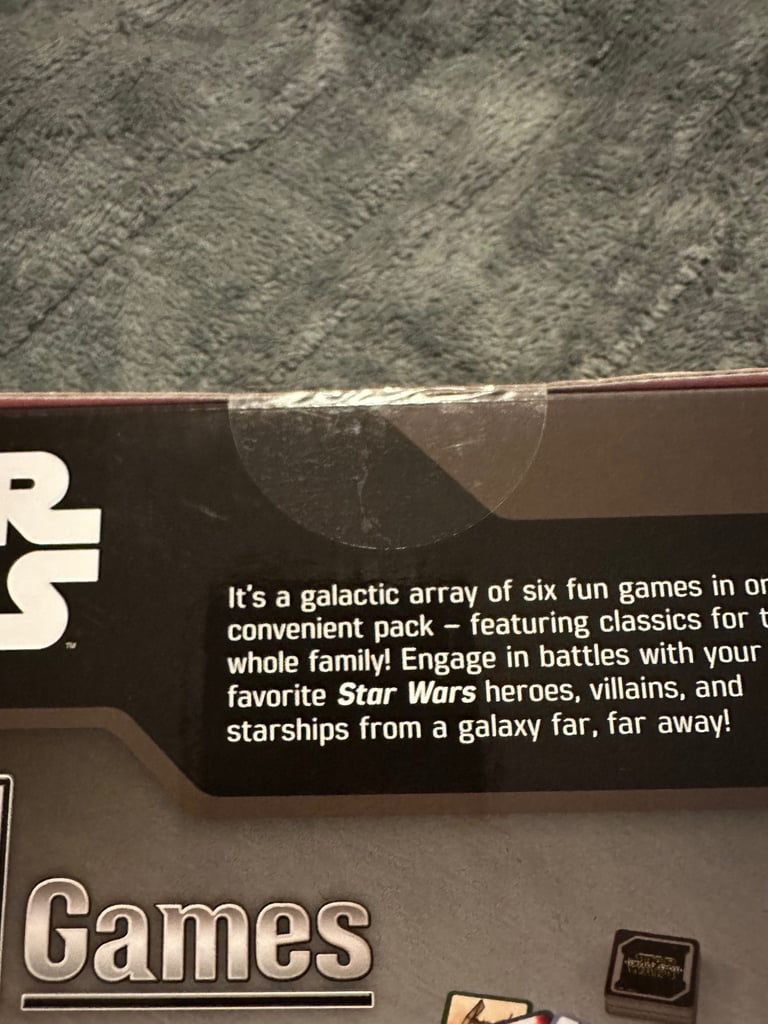 It's a galactic array of six fun games in
convenient pack – featuring classics for
whole family! Engage in battles with your
favorite Star Wars heroes, villains, and
starships from a galaxy far, far away!
Games